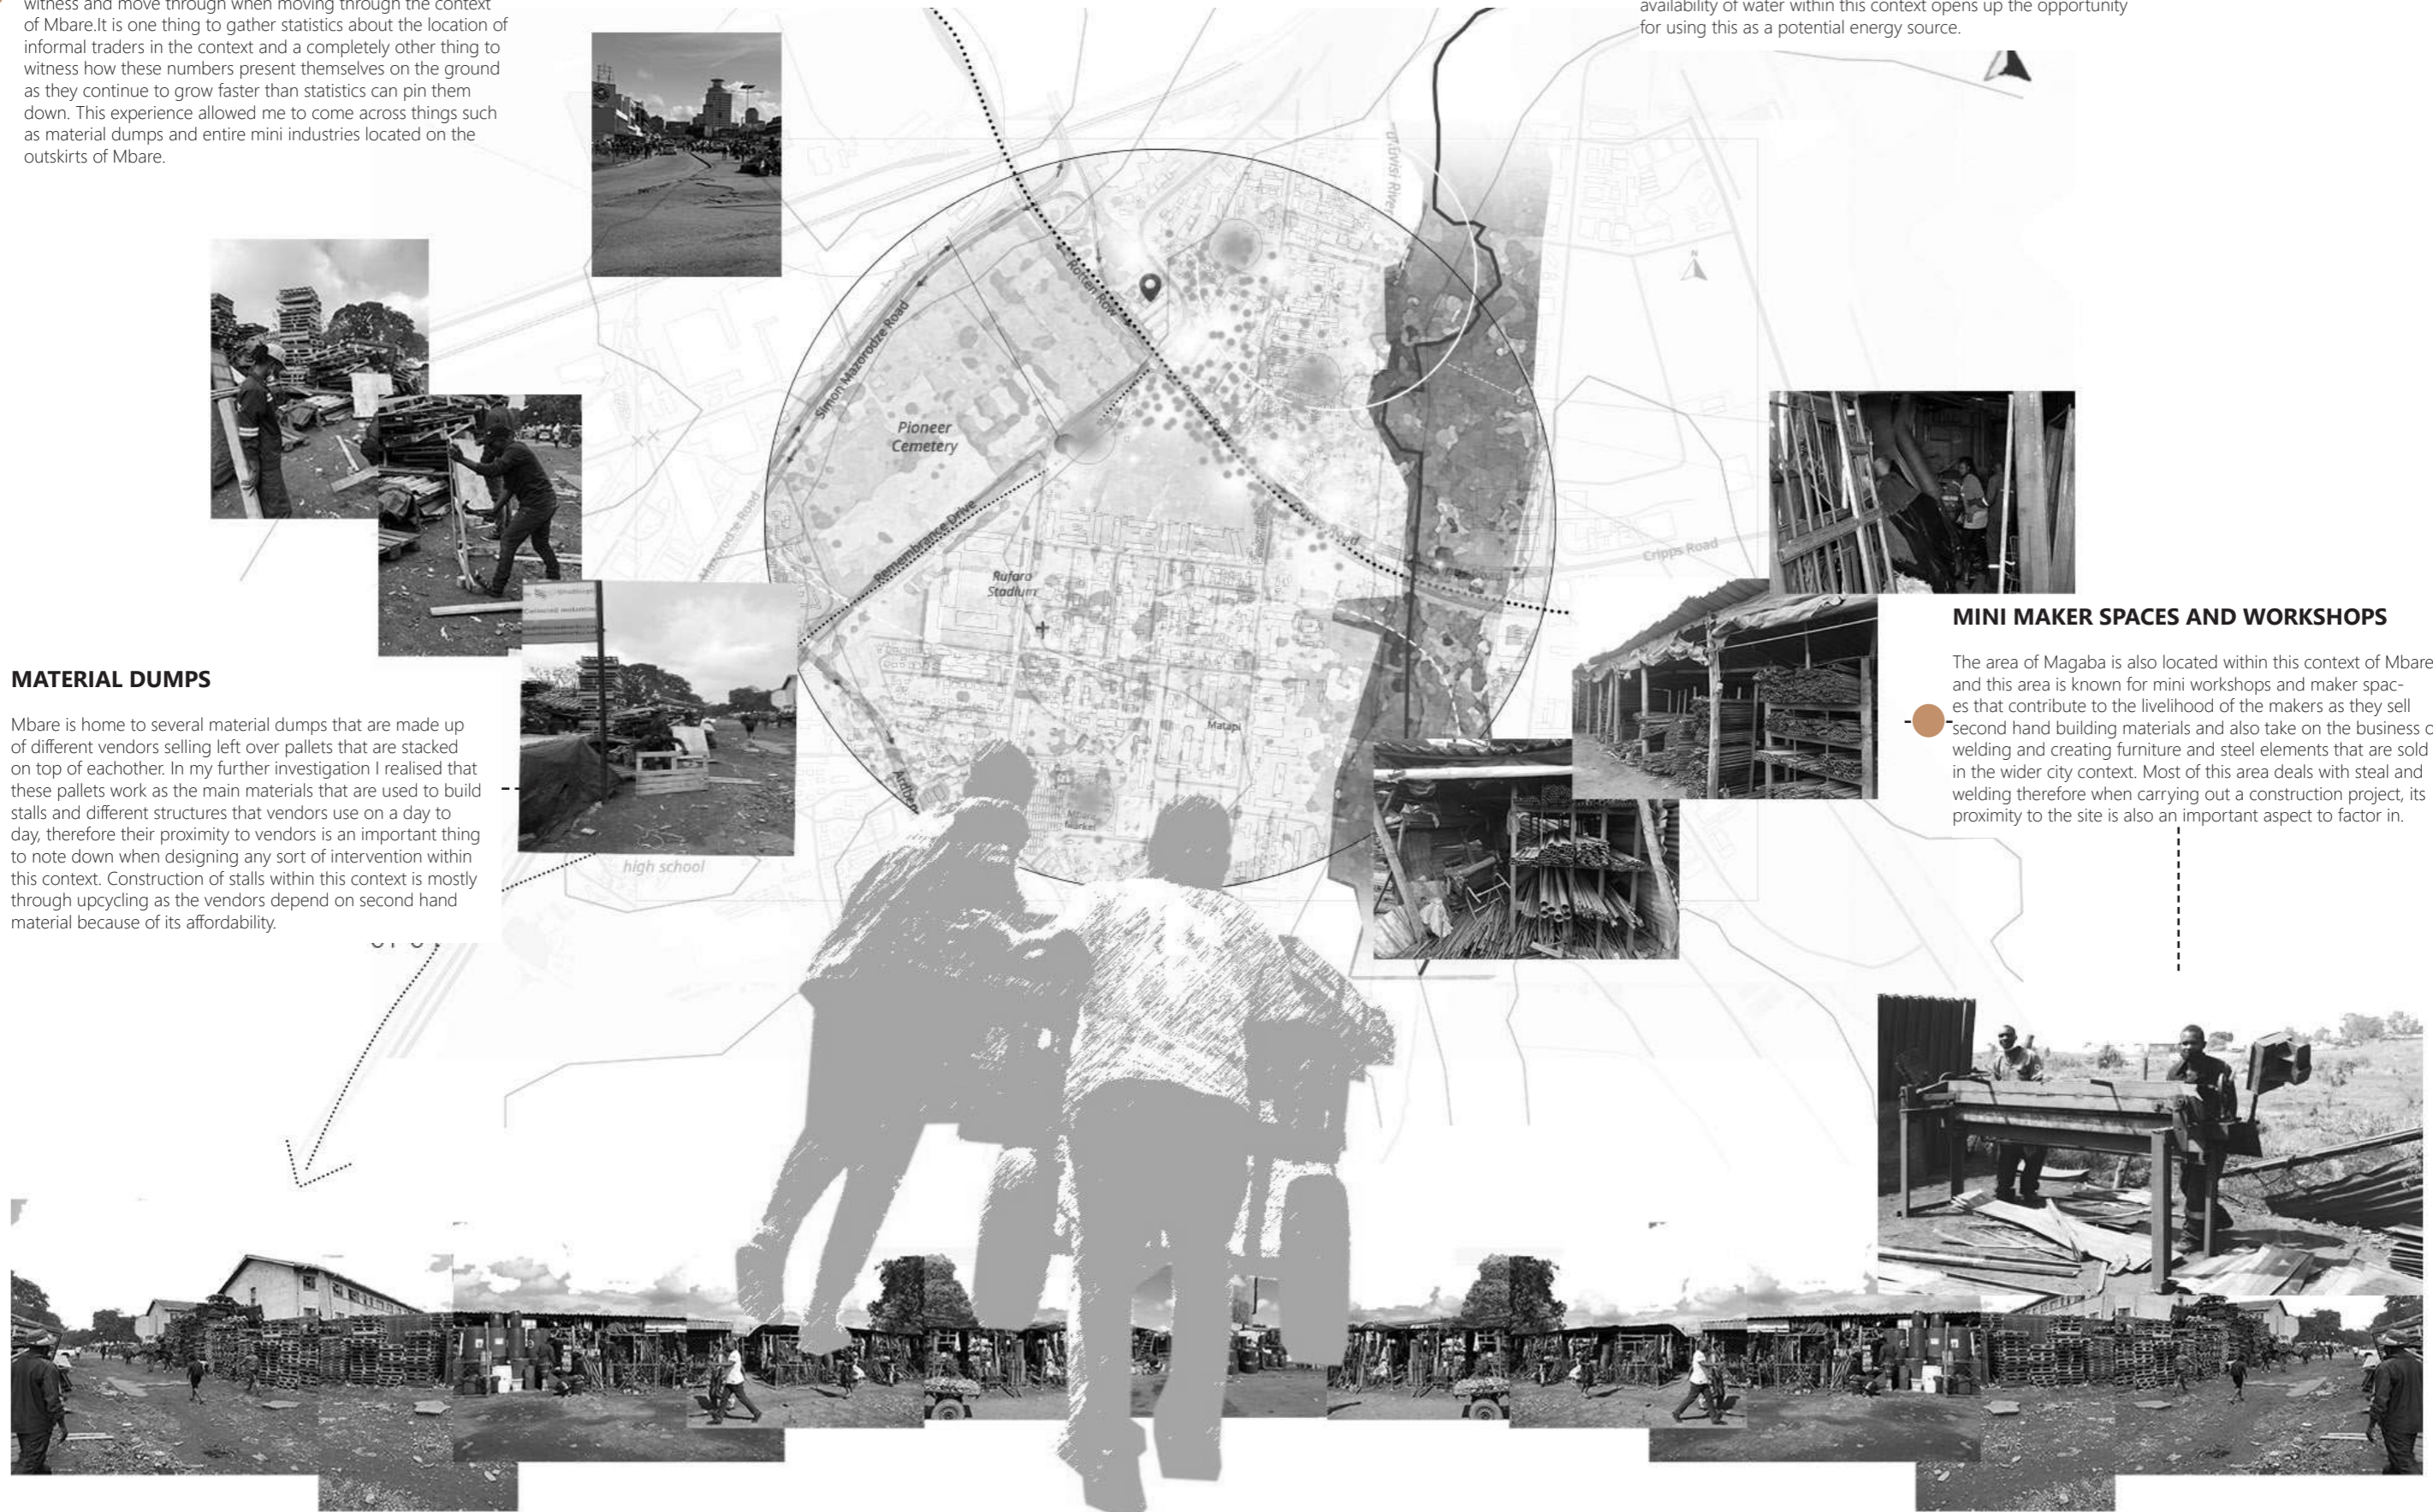 witness and move through when moving through the context
of Mbare.It is one thing to gather statistics about the location of
informal traders in the context and a completely other thing to
witness how these numbers present themselves on the ground
as they continue to grow faster than statistics can pin them
down. This experience allowed me to come across things such
as material dumps and entire mini industries located on the
outskirts of Mbare.
availability of water within this context opens up the opportunity
for using this as a potential energy source.
River
N
Rotten Row
Simon Mazorodze Road
Pioneer
Cemetery
Remembrance Drive
Road
Cripps Road
Rufaro
Stadium
Matapi
Mbare
Market
high school
MATERIAL DUMPS
Mbare is home to several material dumps that are made up
of different vendors selling left over pallets that are stacked
on top of eachother. In my further investigation I realised that
these pallets work as the main materials that are used to build
stalls and different structures that vendors use on a day to
day, therefore their proximity to vendors is an important thing
to note down when designing any sort of intervention within
this context. Construction of stalls within this context is mostly
through upcycling as the vendors depend on second hand
material because of its affordability.
MINI MAKER SPACES AND WORKSHOPS
The area of Magaba is also located within this context of Mbare
and this area is known for mini workshops and maker spac-
es that contribute to the livelihood of the makers as they sell
second hand building materials and also take on the business
welding and creating furniture and steel elements that are sold
in the wider city context. Most of this area deals with steal and
welding therefore when carrying out a construction project, its
proximity to the site is also an important aspect to factor in.